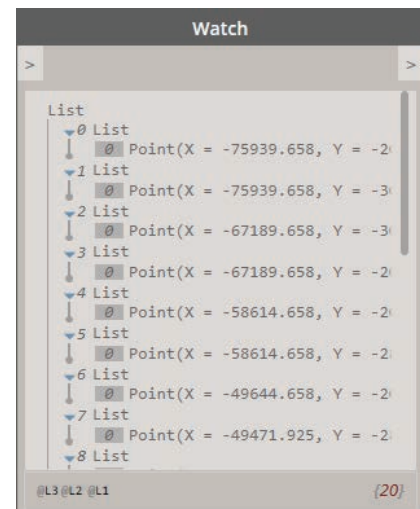 Watch
> >
List
0 List
0 Point(X = -75939.658, Y = -2
1 List
0 Point(X = -75939.658, Y = -3
2 List
0 Point(X = -67189.658, Y = -3
3 List
0 Point(X = -67189.658, Y = -2
4 List
0 Point(X = -58614.658, Y = -2
5 List
0 Point(X = -58614.658, Y = -2
6 List
0 Point(X = -49644.658, Y = -2
7 List
0 Point(X = -49471.925, Y = -2
8 List
@L3 @L2 @L1 {20}